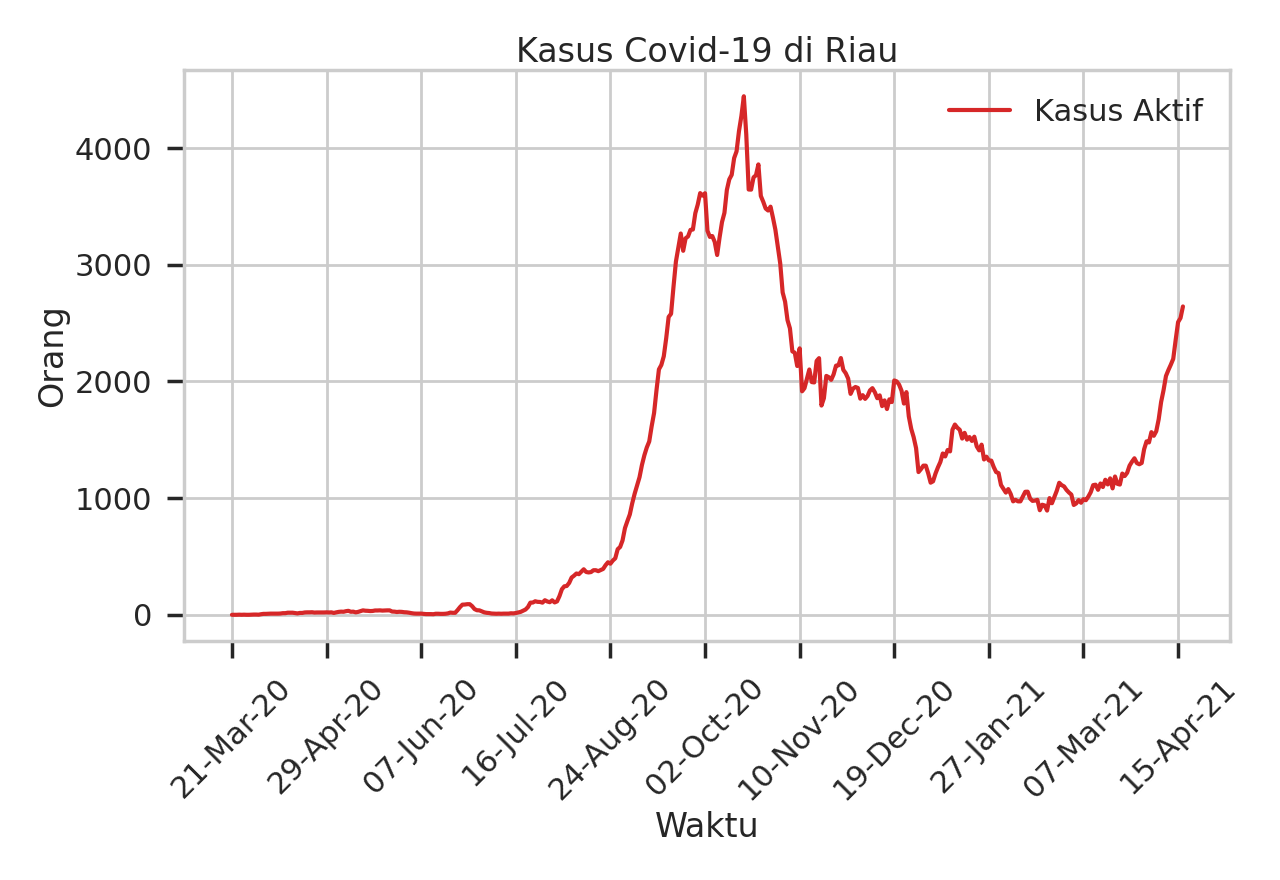 Kasus Covid-19 di Riau
Kasus Aktif
Orang
4000
3000
2000
1000
0
21-Mar-20
29-Apr-20
07-Jun-20
16-Jul-20
24-Aug-20
02-Oct-20
10-Nov-20
19-Dec-20
27-Jan-21
07-Mar-21
15-Apr-21
Waktu